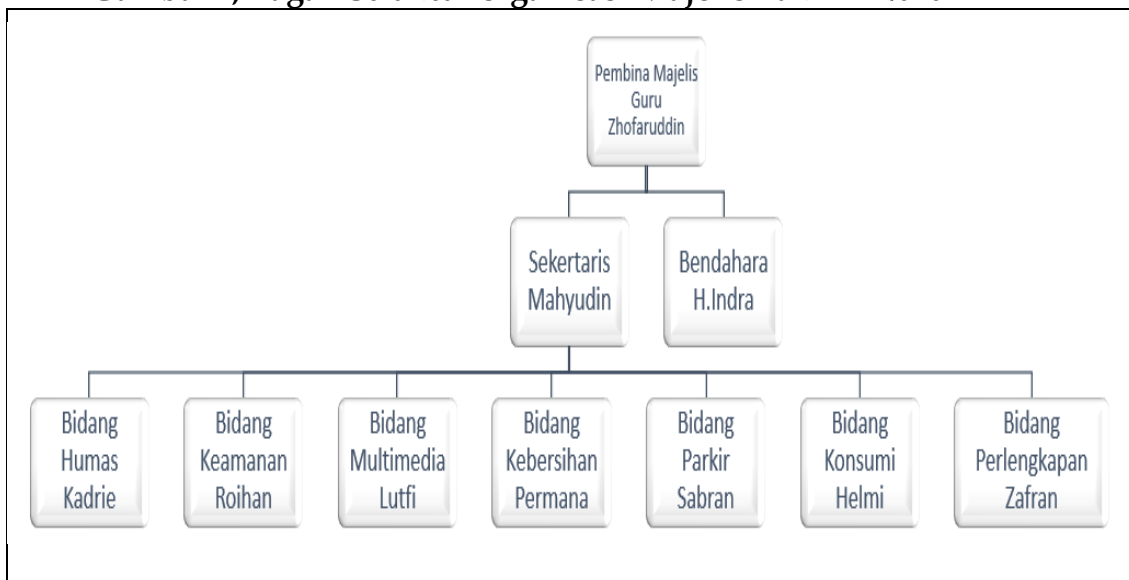 Pembina Majelis
Guru
Zhofaruddin
Sekertaris
Mahyudin
Bendahara
H.Indra
Bidang
Humas
Kadrie
Bidang
Keamanan
Roihan
Bidang
Multimedia
Lutfi
Bidang
Kebersihan
Permana
Bidang
Parkir
Sabran
Bidang
Konsumi
Helmi
Bidang
Perlengkapan
Zafran